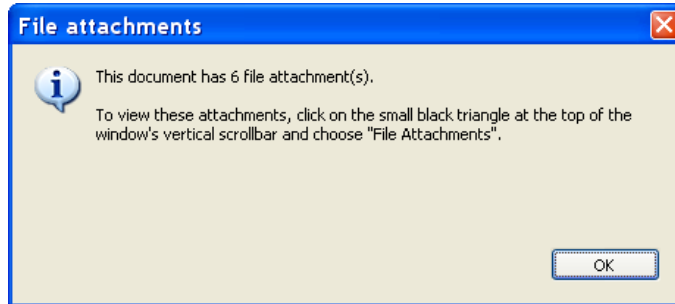 File attachments
This document has 6 file attachment(s).
To view these attachments, click on the small black triangle at the top of the
window's vertical scrollbar and choose "File Attachments".
OK